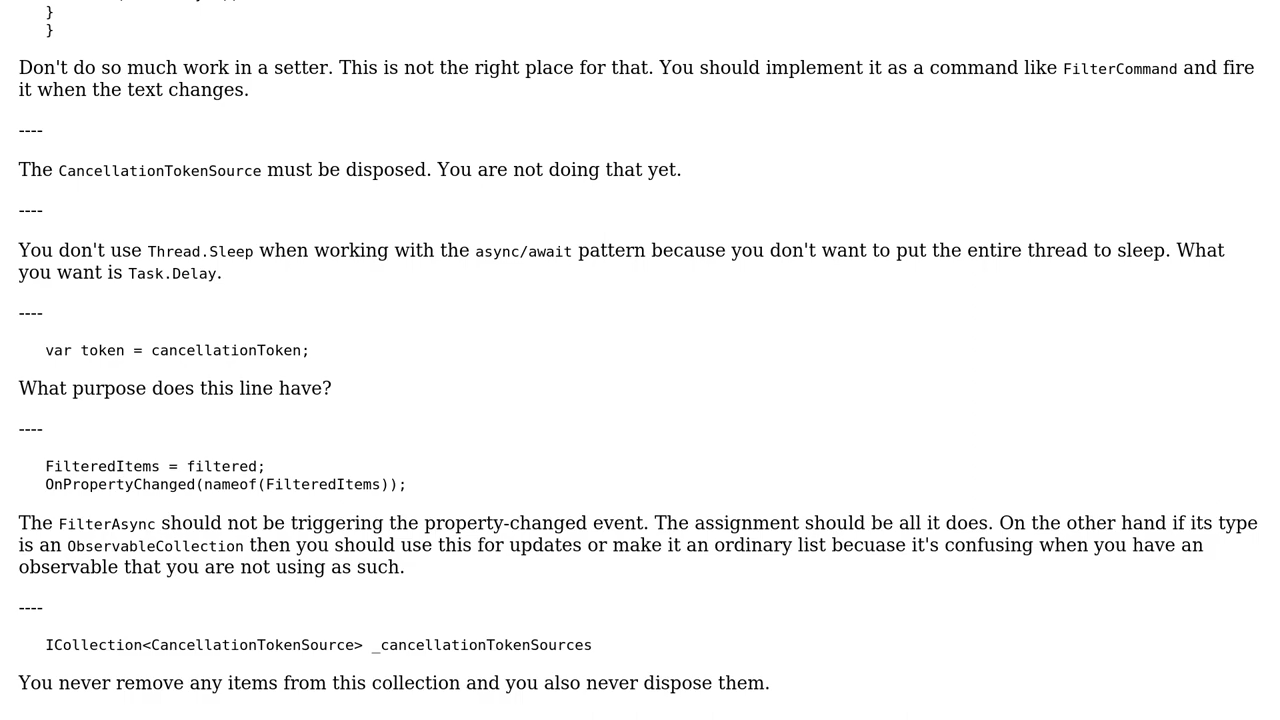 }
}
Don't do so much work in a setter. This is not the right place for that. You should implement it as a command like FilterCommand and fire
it when the text changes.
----
The CancellationTokenSource must be disposed. You are not doing that yet.
----
You don't use Thread.Sleep when working with the async/await pattern because you don't want to put the entire thread to sleep. What
you want is Task.Delay.
----
var token = cancellationToken;
What purpose does this line have?
----
FilteredItems = filtered;
OnPropertyChanged(nameof(FilteredItems));
The FilterAsync should not be triggering the property-changed event. The assignment should be all it does. On the other hand if its type
is an ObservableCollection then you should use this for updates or make it an ordinary list becuase it's confusing when you have an
observable that you are not using as such.
----
ICollection<CancellationTokenSource> _cancellationTokenSources
You never remove any items from this collection and you also never dispose them.